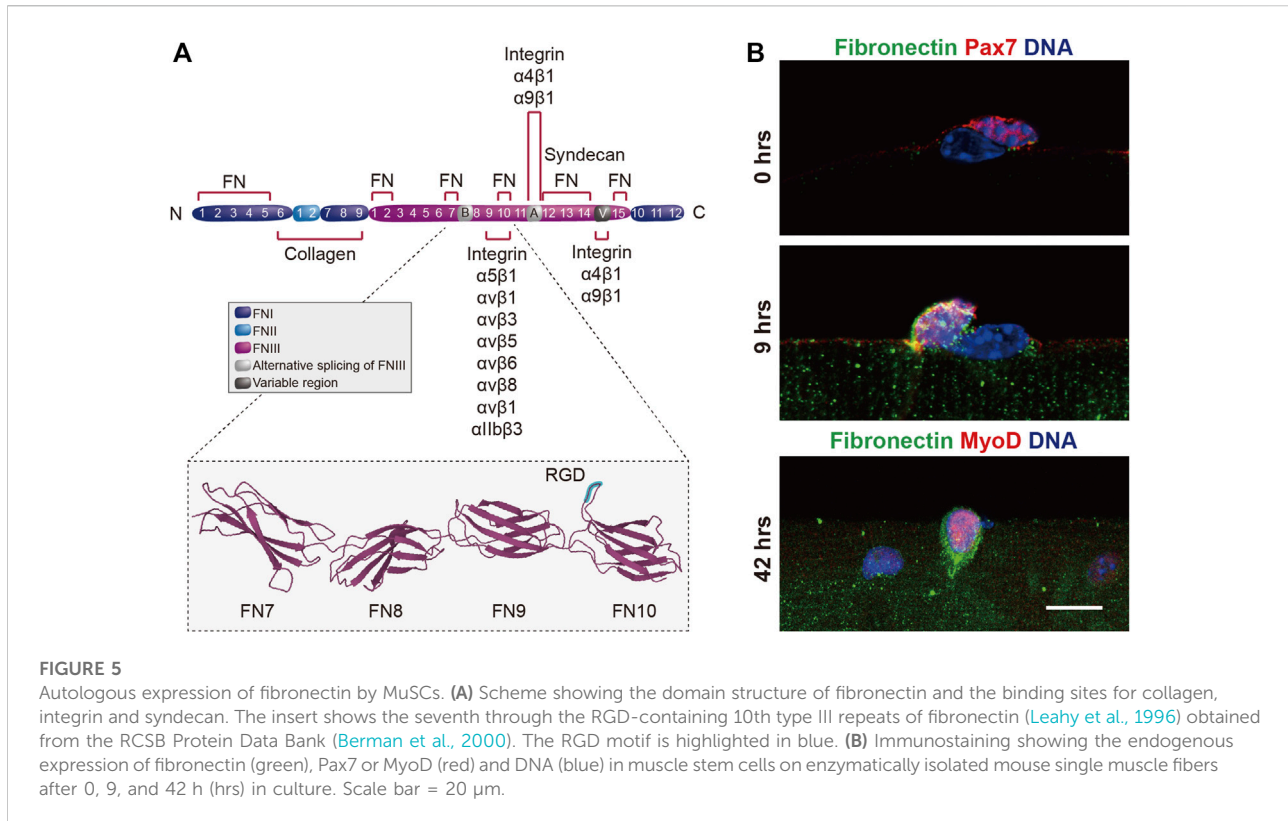 A
Integrin
α4β1
α9β1
Syndecan
FN
FN
FN
FN
FN
FN
N
1 2 3 4 5 6 1 2 7 8 9 1 2 3 4 5 6 7 B 8 9 10 11 A 12 13 14 V 15 10 11 12
C
Collagen
Integrin
α5β1
αvβ1
αvβ3
αvβ5
αvβ6
αvβ8
αvβ1
αIIbβ3
Integrin
α4β1
α9β1
FNI
FNII
FNIII
Alternative splicing of FNIII
Variable region
RGD
FN7
FN8
FN9
FN10
B
Fibronectin Pax7 DNA
0 hrs
9 hrs
Fibronectin MyoD DNA
42 hrs
FIGURE 5
Autologous expression of fibronectin by MuSCs. (A) Scheme showing the domain structure of fibronectin and the binding sites for collagen,
integrin and syndecan. The insert shows the seventh through the RGD-containing 10th type III repeats of fibronectin (Leahy et al., 1996) obtained
from the RCSB Protein Data Bank (Berman et al., 2000). The RGD motif is highlighted in blue. (B) Immunostaining showing the endogenous
expression of fibronectin (green), Pax7 or MyoD (red) and DNA (blue) in muscle stem cells on enzymatically isolated mouse single muscle fibers
after 0, 9, and 42 h (hrs) in culture. Scale bar = 20 μm.